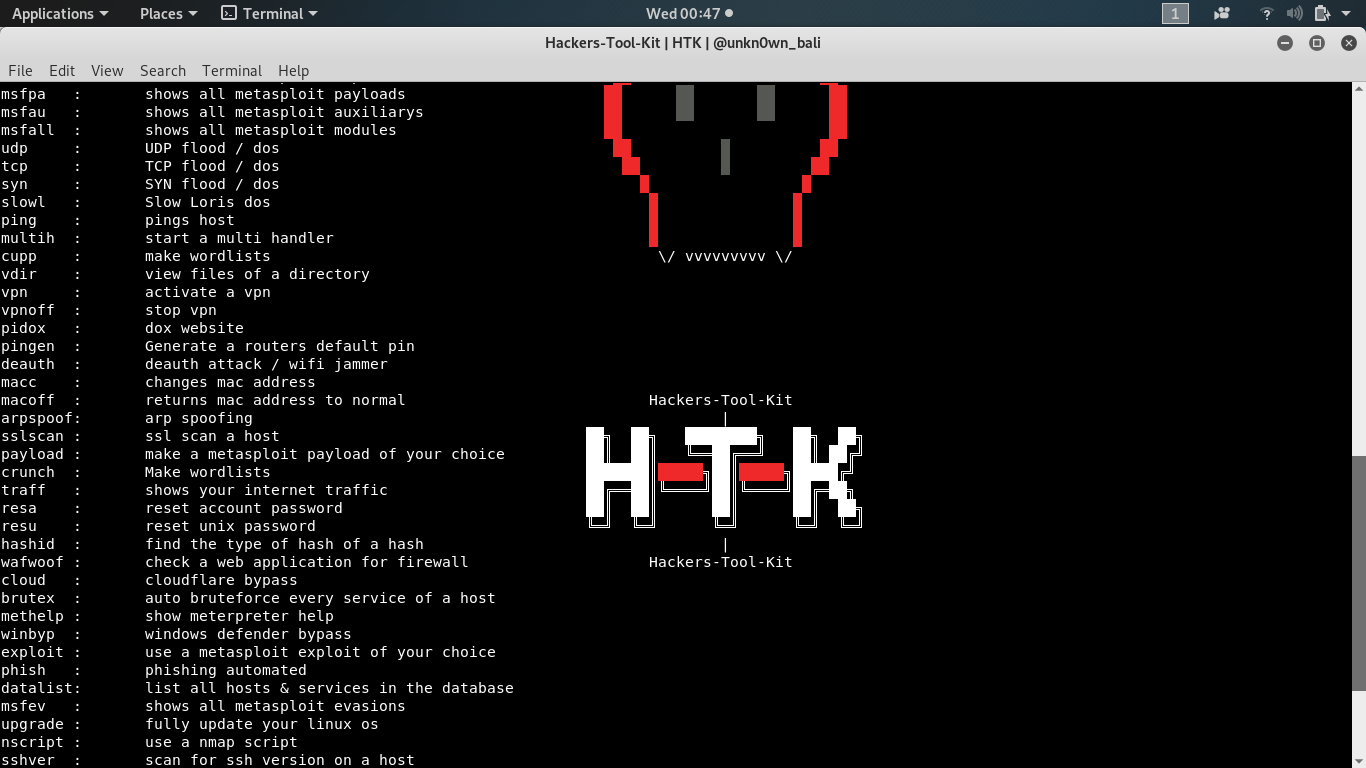 Applications Places Terminal Wed 00:47 1
Hackers-Tool-Kit | HTK | @unkn0wn_bali
File Edit View Search Terminal Help
msfpa : shows all metasploit payloads
msfau : shows all metasploit auxiliarys
msfall : shows all metasploit modules
udp : UDP flood / dos
tcp : TCP flood / dos
syn : SYN flood / dos
slowl : Slow Loris dos
ping : pings host
multih : start a multi handler
cupp : make wordlists \/ vvvvvvvvv \/
vdir : view files of a directory
vpn : activate a vpn
vpnoff : stop vpn
pidox : dox website
pingen : Generate a routers default pin
deauth : deauth attack / wifi jammer
macc : changes mac address
macoff : returns mac address to normal Hackers-Tool-Kit
arpspoof: arp spoofing |
sslscan : ssl scan a host
payload : make a metasploit payload of your choice
crunch : Make wordlists H-T-K
traff : shows your internet traffic
resa : reset account password
resu : reset unix password
hashid : find the type of hash of a hash |
wafwoof : check a web application for firewall Hackers-Tool-Kit
cloud : cloudflare bypass
brutex : auto bruteforce every service of a host
methelp : show meterpreter help
winbyp : windows defender bypass
exploit : use a metasploit exploit of your choice
phish : phishing automated
datalist: list all hosts & services in the database
msfev : shows all metasploit evasions
upgrade : fully update your linux os
nscript : use a nmap script
sshver : scan for ssh version on a host